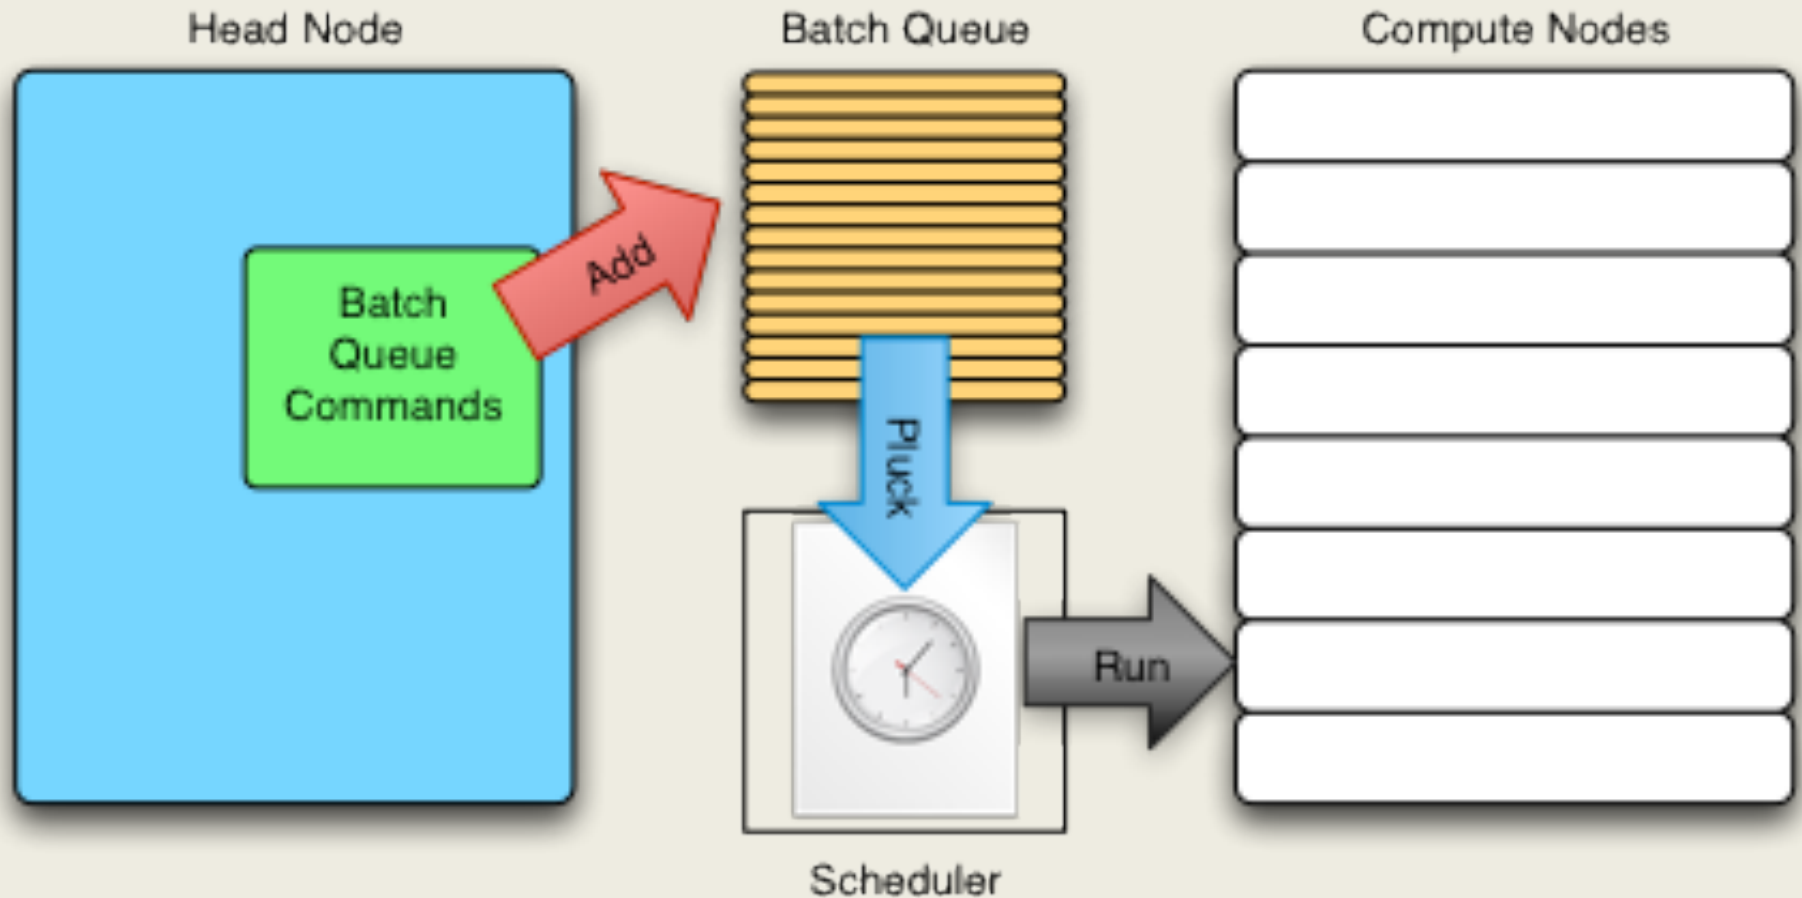 Head Node
Batch Queue
Compute Nodes
Add
Batch
Queue
Commands
Pluck
Run
Scheduler